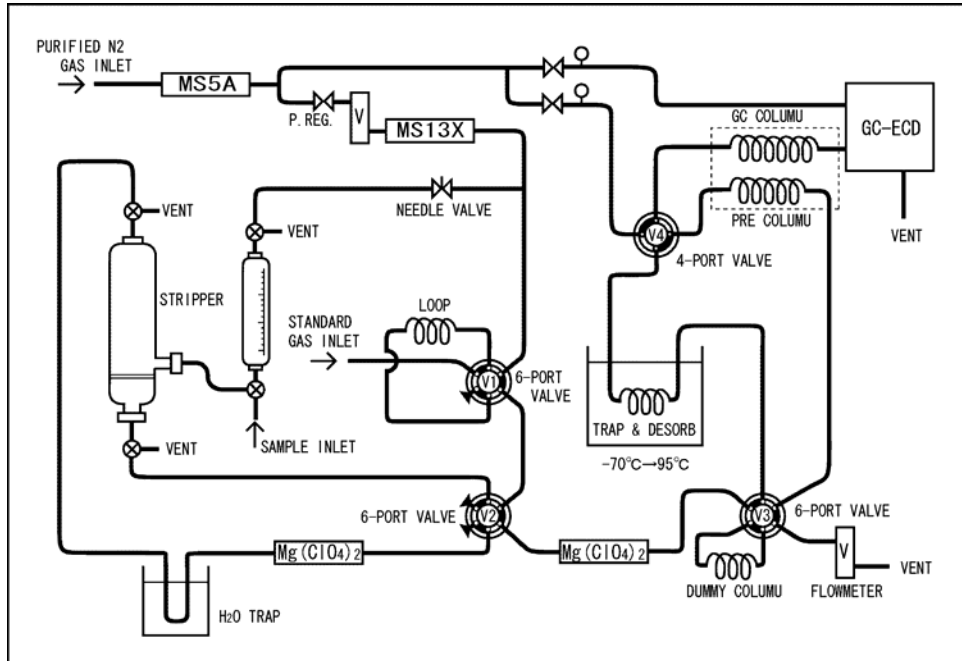 PURIFIED N2
GAS INLET
MS5A
P.REG.
V
MS13X
GC COLUMU
GC-ECD
PRE COLUMU
VENT
NEEDLE VALVE
VENT
VENT
V4
4-PORT VALVE
STRIPPER
LOOP
STANDARD
GAS INLET
V1
6-PORT
VALVE
TRAP & DESORB
-70℃→95℃
SAMPLE INLET
VENT
V2
6-PORT VALVE
V3
6-PORT VALVE
Mg(ClO4)2
Mg(ClO4)2
V
VENT
DUMMY COLUMU
FLOWMETER
H2O TRAP